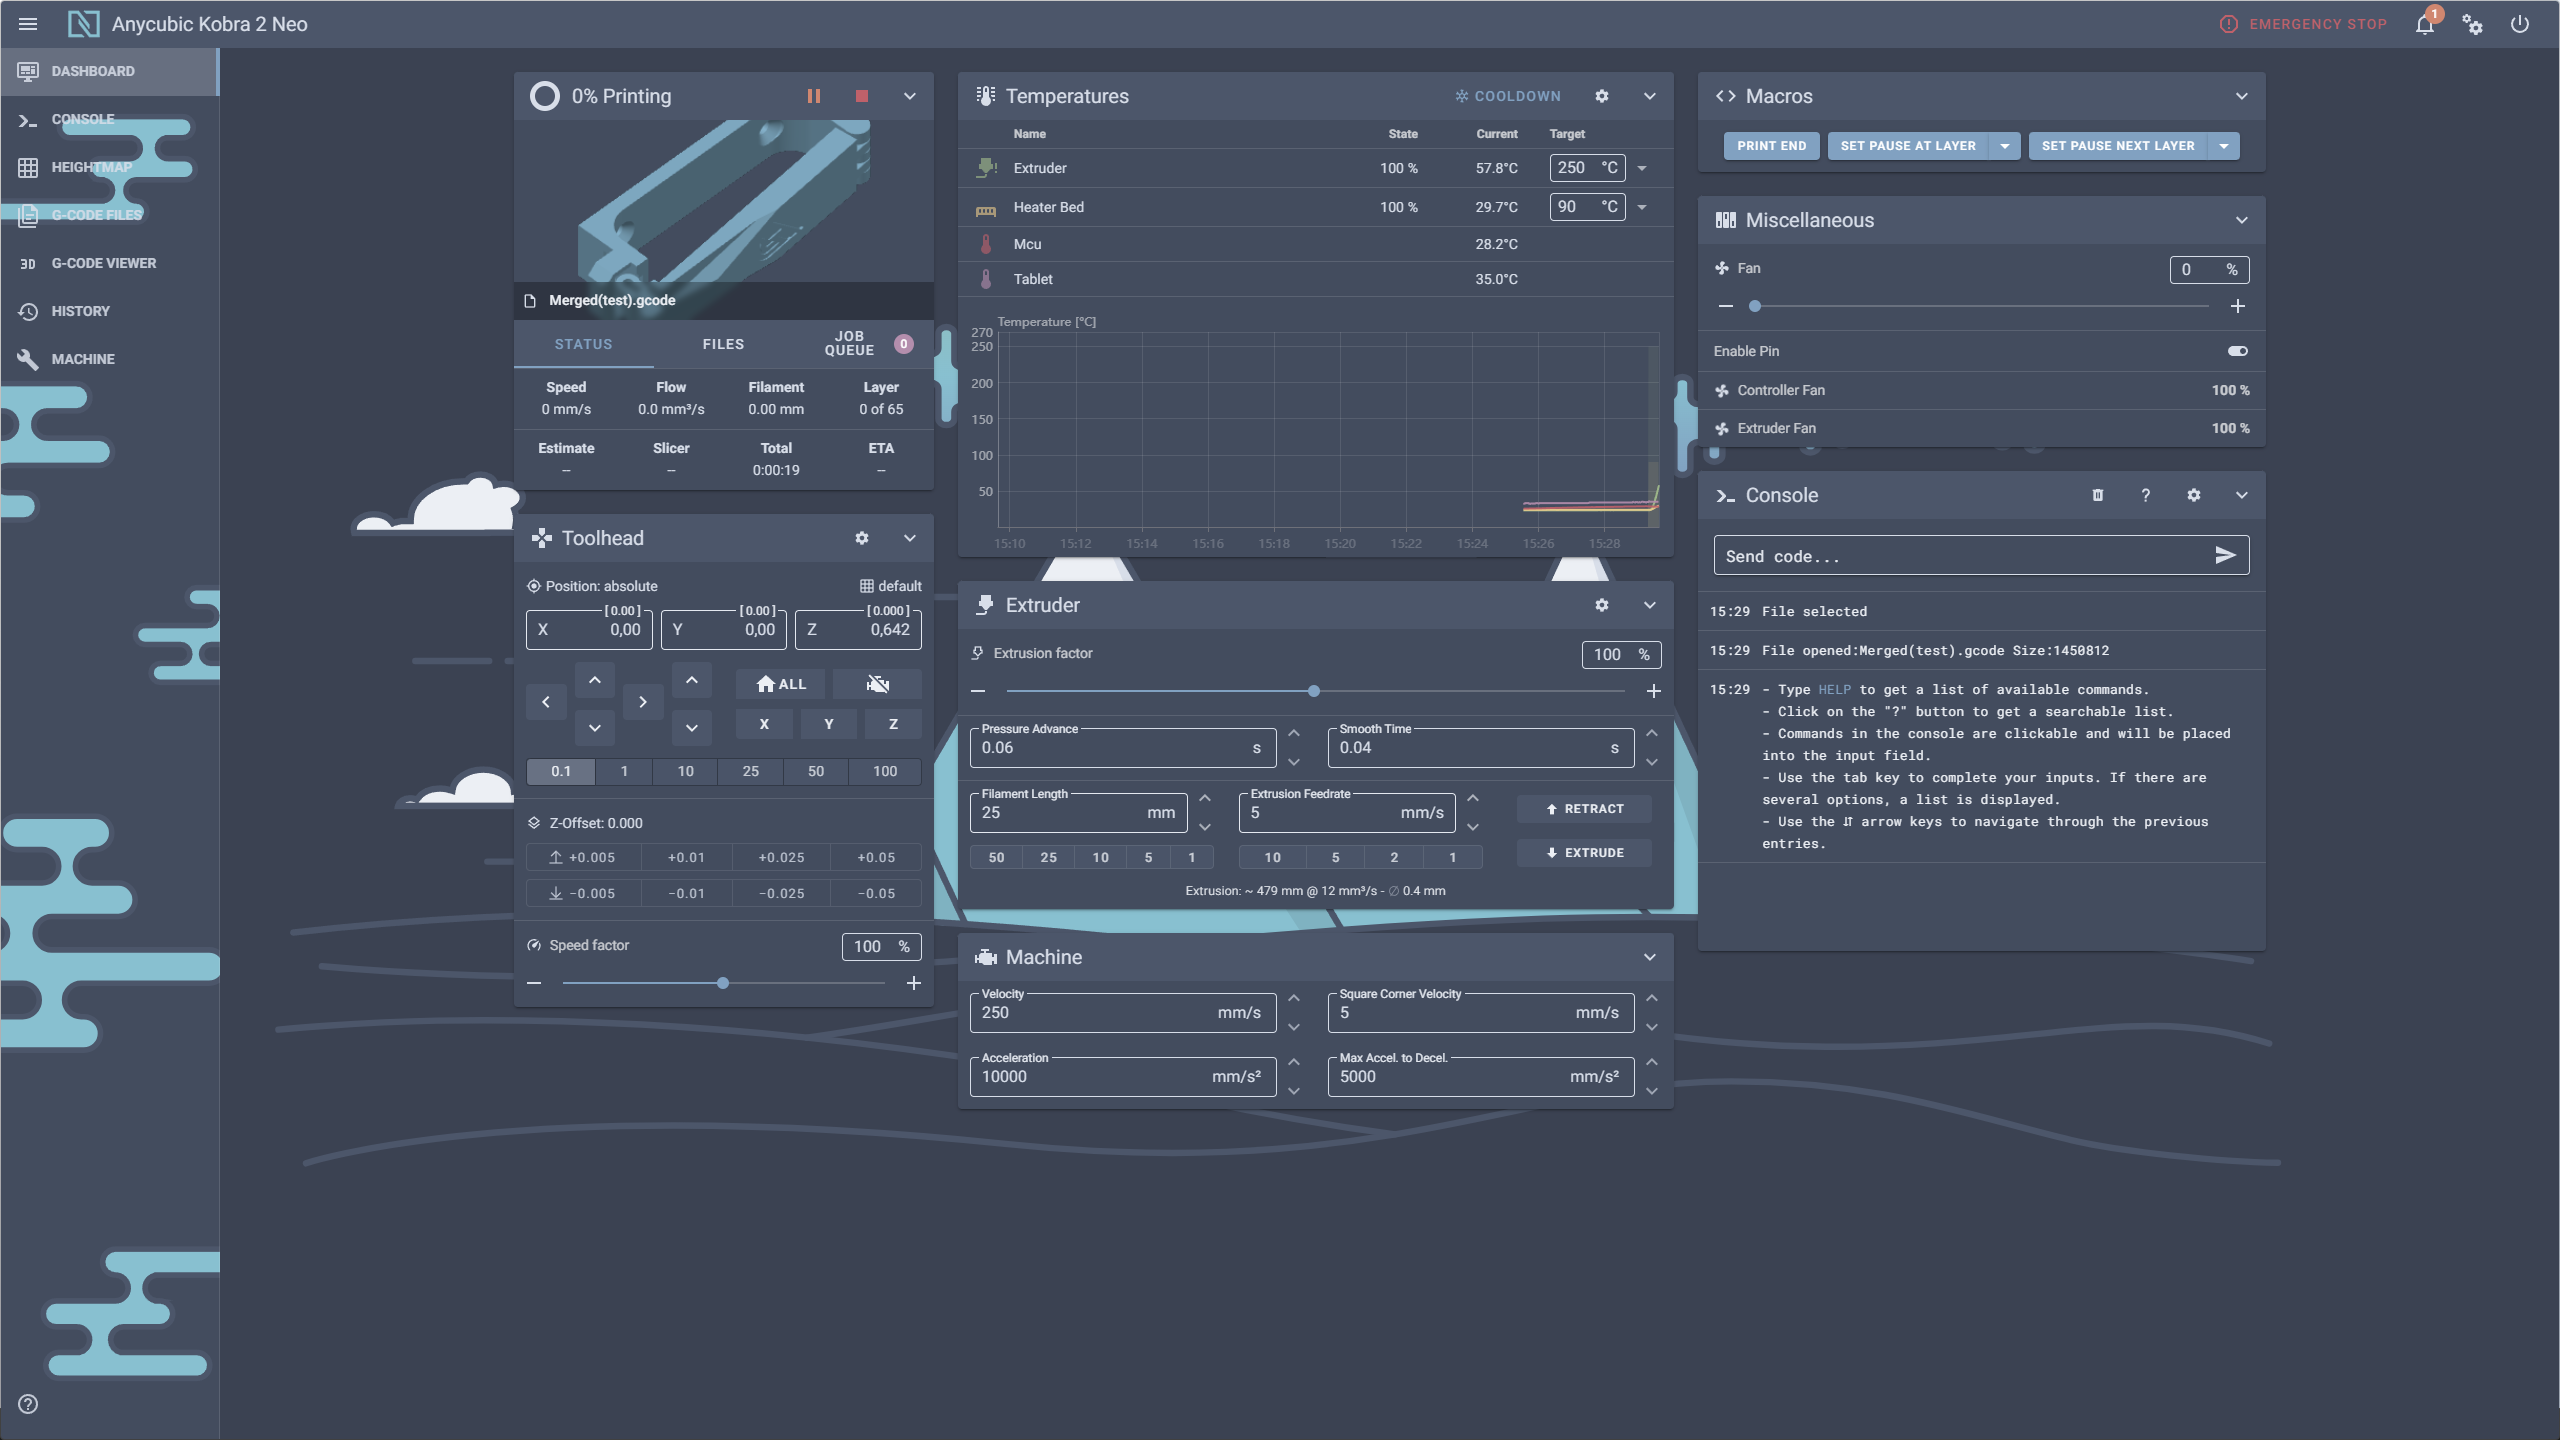 Anycubic Kobra 2 Neo
EMERGENCY STOP
1
DASHBOARD
CONSOLE
HEIGHTMAP
G-CODE FILES
3D G-CODE VIEWER
HISTORY
MACHINE
0% Printing
Merged(test).gcode
STATUS
FILES
JOB QUEUE
0
Speed Flow Filament Layer
0 mm/s 0.0 mm³/s 0.00 mm 0 of 65
Estimate Slicer Total ETA
-- -- 0:00:19 --
Toolhead
Position: absolute
default
[ 0.00 ] [ 0.00 ] [ 0.000 ]
X 0,00 Y 0,00 Z 0,642
ALL
X Y Z
0.1 1 10 25 50 100
Z-Offset: 0.000
+0.005 +0.01 +0.025 +0.05
−0.005 −0.01 −0.025 −0.05
Speed factor 100 %
Temperatures
COOLDOWN
Name State Current Target
Extruder 100 % 57.8°C 250 °C
Heater Bed 100 % 29.7°C 90 °C
Mcu 28.2°C
Tablet 35.0°C
Temperature [°C]
270
250
200
150
100
50
15:10 15:12 15:14 15:16 15:18 15:20 15:22 15:24 15:26 15:28
Extruder
Extrusion factor 100 %
Pressure Advance Smooth Time
0.06 s 0.04 s
Filament Length Extrusion Feedrate
25 mm 5 mm/s
RETRACT
50 25 10 5 1 10 5 2 1
EXTRUDE
Extrusion: ~ 479 mm @ 12 mm³/s - ∅ 0.4 mm
Machine
Velocity Square Corner Velocity
250 mm/s 5 mm/s
Acceleration Max Accel. to Decel.
10000 mm/s² 5000 mm/s²
Macros
PRINT END SET PAUSE AT LAYER SET PAUSE NEXT LAYER
Miscellaneous
Fan 0 %
Enable Pin
Controller Fan 100 %
Extruder Fan 100 %
Console
?
Send code...
15:29 File selected
15:29 File opened:Merged(test).gcode Size:1450812
15:29 - Type HELP to get a list of available commands.
- Click on the "?" button to get a searchable list.
- Commands in the console are clickable and will be placed
into the input field.
- Use the tab key to complete your inputs. If there are
several options, a list is displayed.
- Use the ⇵ arrow keys to navigate through the previous
entries.